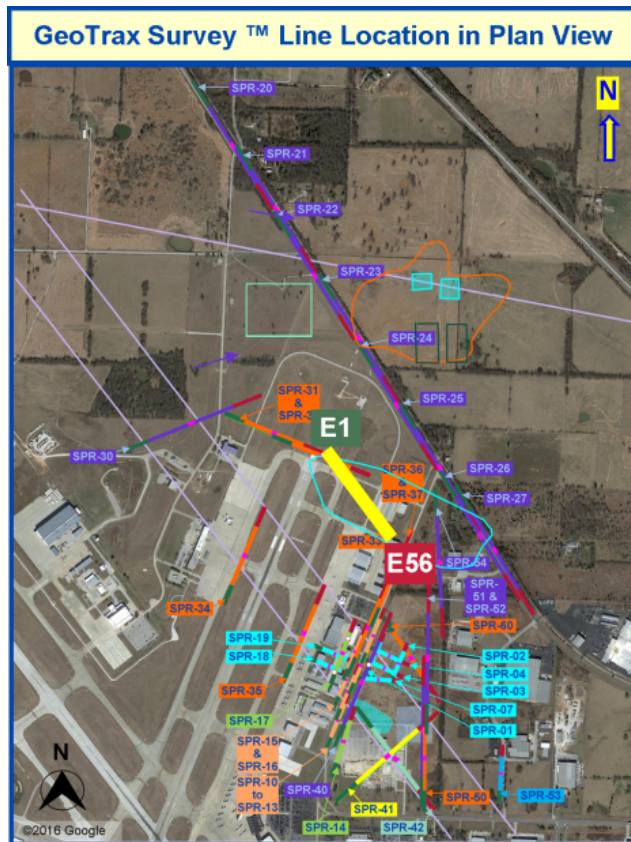 GeoTrax Survey ™ Line Location in Plan View
N
SPR-20
SPR-21
SPR-22
SPR-23
SPR-24
SPR-25
SPR-31
&
E1
SPR-30
SPR-36
&
SPR-37
SPR-26
SPR-27
E56
SPR-34
SPR-51 &
SPR-52
SPR-60
SPR-19
SPR-18
SPR-02
SPR-04
SPR-03
SPR-35
SPR-07
SPR-17
SPR-01
SPR-15
&
SPR-16
N
SPR-10
to
SPR-13
SPR-40
SPR-41
SPR-50
SPR-53
SPR-14
SPR-42
©2016 Google